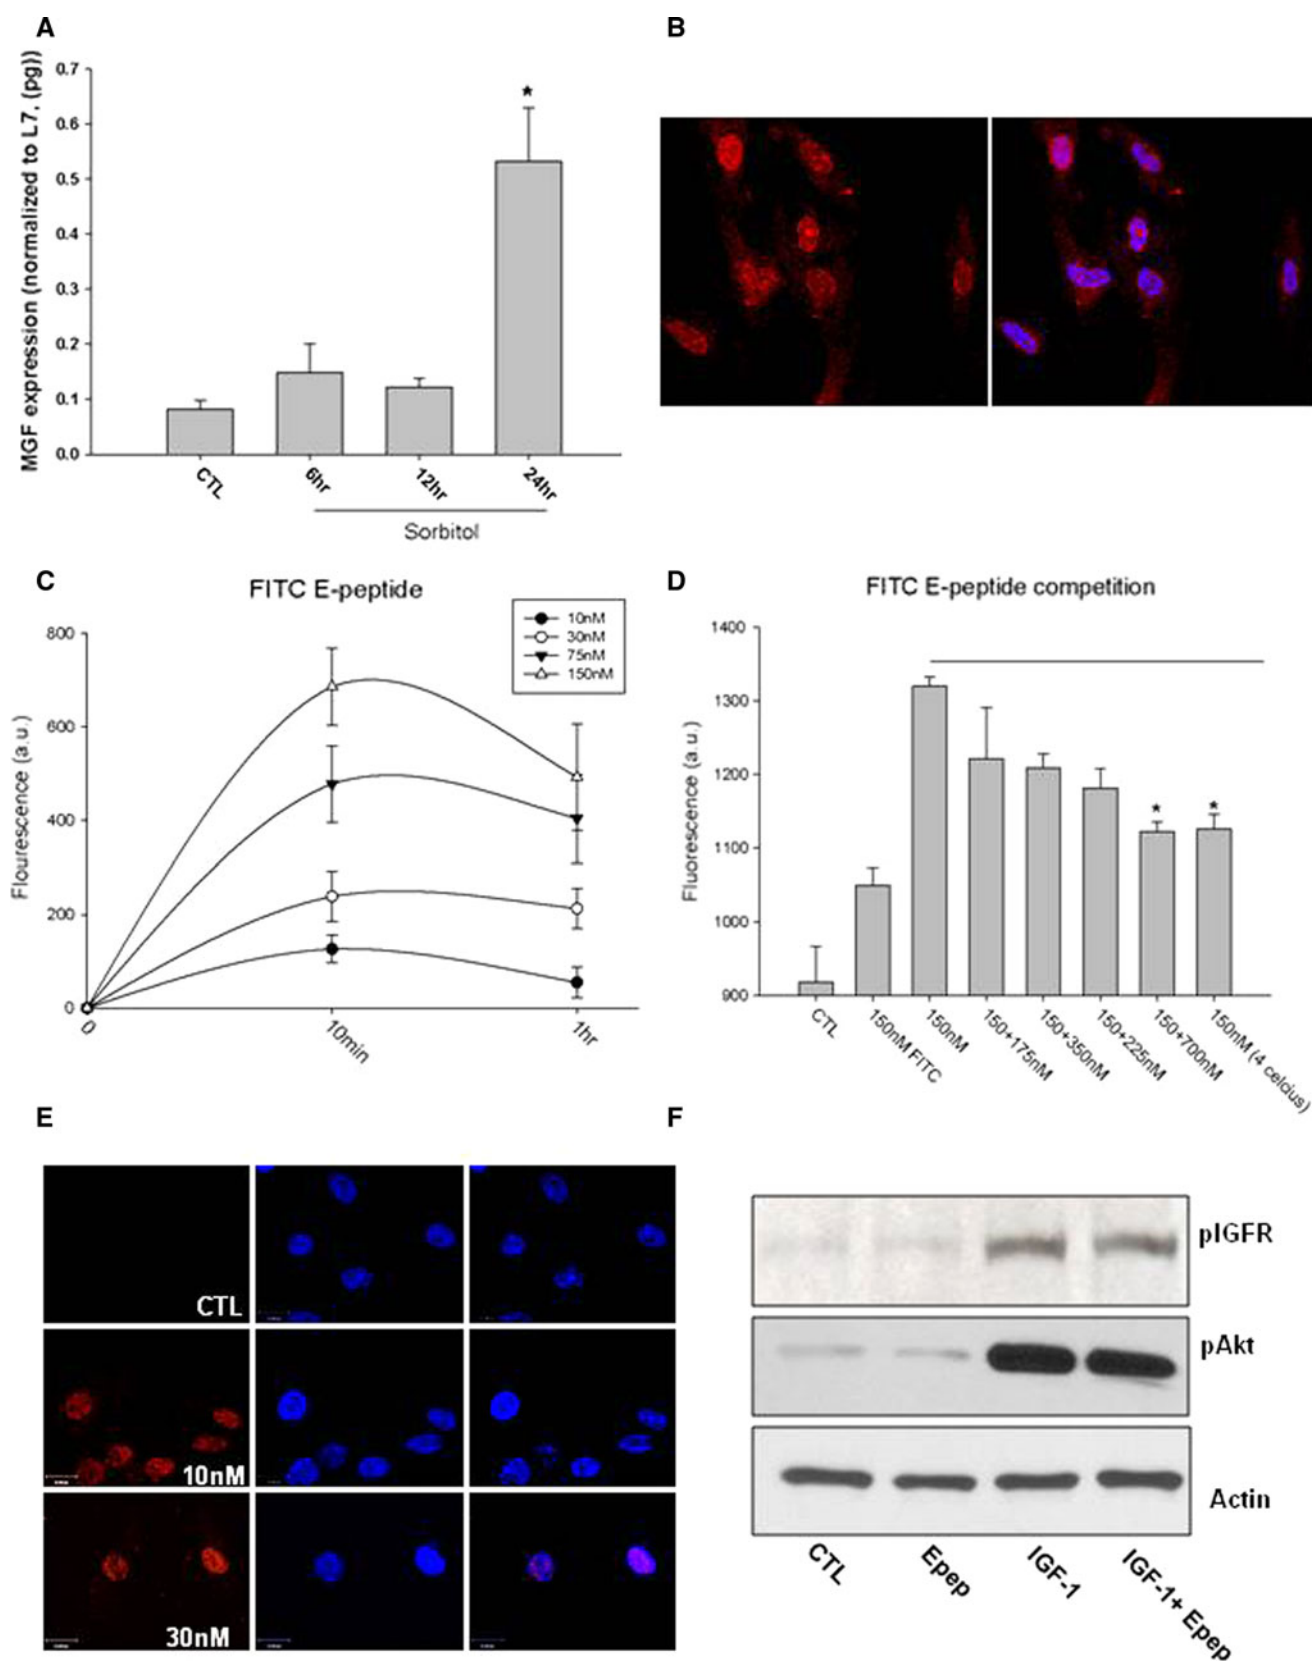 A
MGF expression (normalized to L7, (pg))
0.7
0.6
0.5
0.4
0.3
0.2
0.1
0.0
*
CTL
6hr
12hr
24hr
Sorbitol
B
C
FITC E-peptide
10nM
30nM
75nM
150nM
Flourescence (a.u.)
800
600
400
200
0
0
10min
1hr
D
FITC E-peptide competition
Fluorescence (a.u.)
1400
1300
1200
1100
1000
900
*
*
CTL
150nM FITC
150nM
150+175nM
150+350nM
150+225nM
150+700nM
150nM (4 celcius)
E
CTL
10nM
30nM
F
pIGFR
pAkt
Actin
CTL
Epep
IGF-1
IGF-1+ Epep